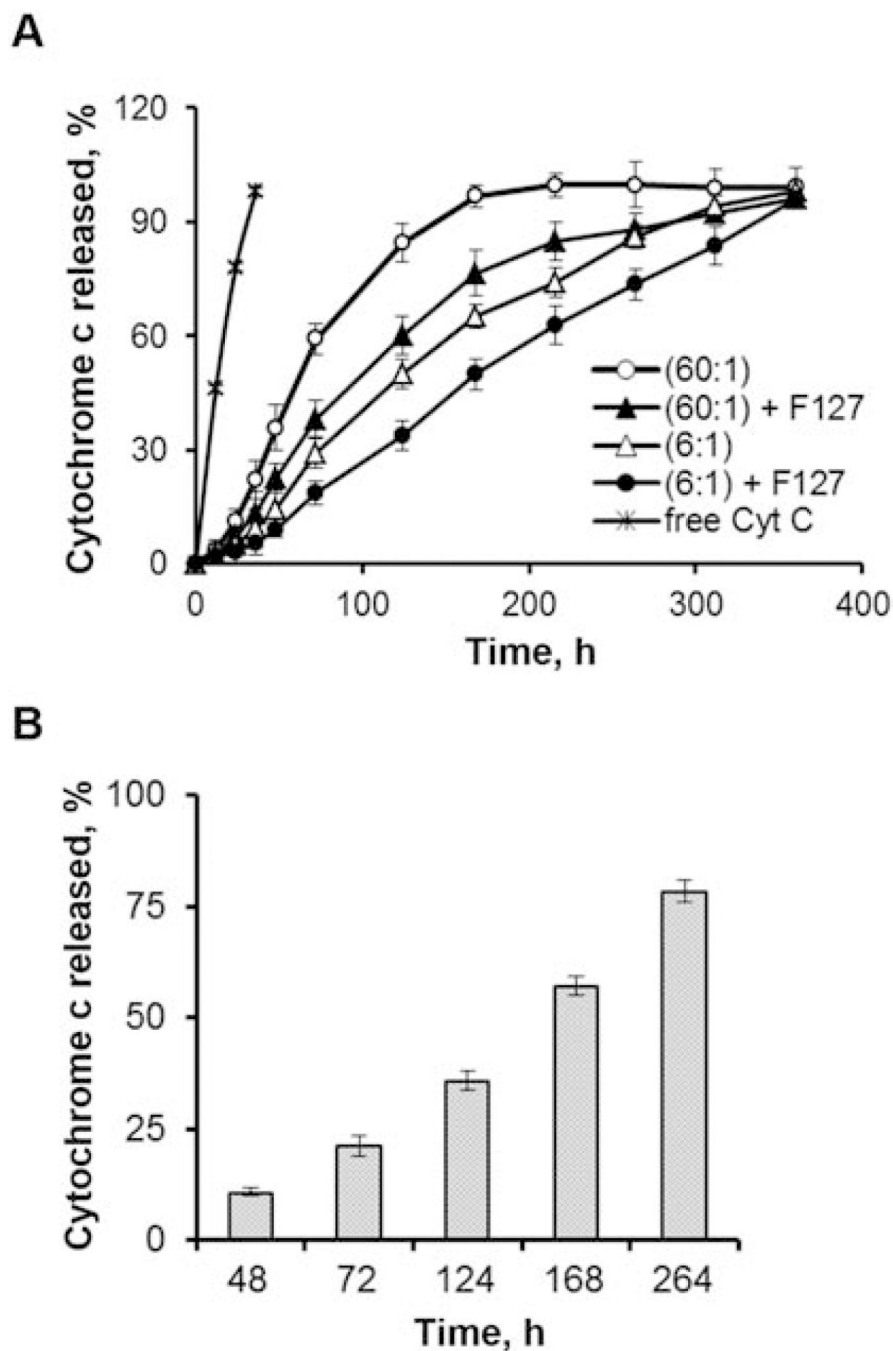 A
Cytochrome c released, %
120
90
60
30
0
0 100 200 300 400
Time, h
(60:1)
(60:1) + F127
(6:1)
(6:1) + F127
free Cyt C
B
Cytochrome c released, %
100
75
50
25
0
48 72 124 168 264
Time, h